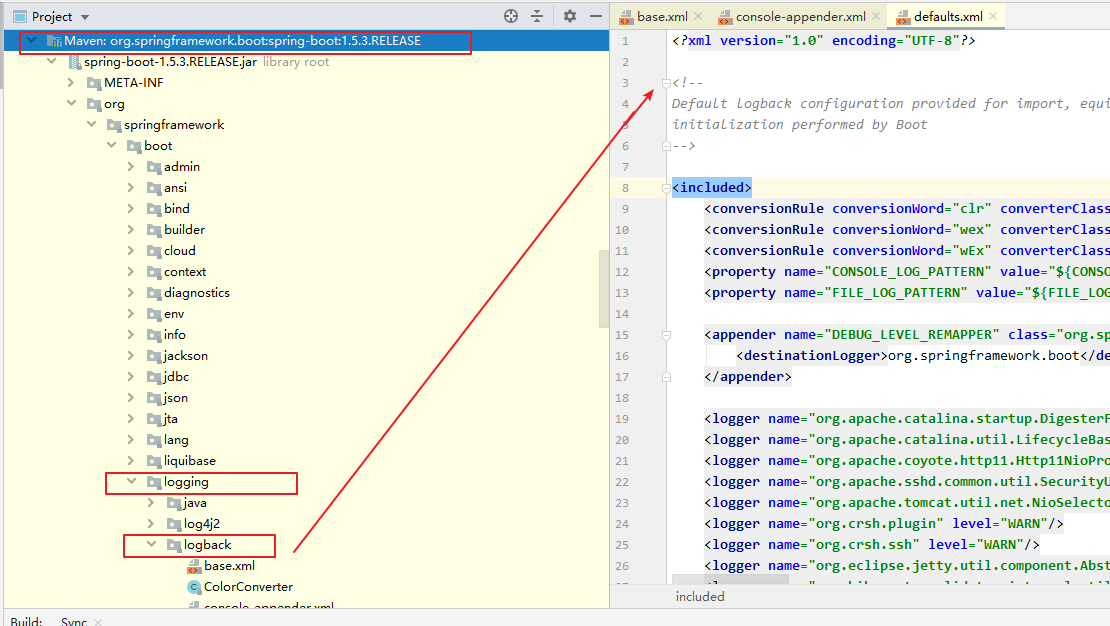 Project
Maven: org.springframework.boot:spring-boot:1.5.3.RELEASE
spring-boot-1.5.3.RELEASE.jar library root
META-INF
org
springframework
boot
admin
ansi
bind
builder
cloud
context
diagnostics
env
info
jackson
jdbc
json
jta
lang
liquibase
logging
java
log4j2
logback
base.xml
ColorConverter
console-appender.xml
base.xml
console-appender.xml
defaults.xml
1 <?xml version="1.0" encoding="UTF-8"?>
2
3 <!--
4 Default logback configuration provided for import, equi
5 initialization performed by Boot
6 -->
7
8 <included>
9 <conversionRule conversionWord="clr" converterClass
10 <conversionRule conversionWord="wex" converterClass
11 <conversionRule conversionWord="wEx" converterClass
12 <property name="CONSOLE_LOG_PATTERN" value="${CONSO
13 <property name="FILE_LOG_PATTERN" value="${FILE_LOG
14
15 <appender name="DEBUG_LEVEL_REMAPPER" class="org.sp
16 <destinationLogger>org.springframework.boot</de
17 </appender>
18
19 <logger name="org.apache.catalina.startup.DigesterF
20 <logger name="org.apache.catalina.util.LifecycleBas
21 <logger name="org.apache.coyote.http11.Http11NioPro
22 <logger name="org.apache.sshd.common.util.SecurityU
23 <logger name="org.apache.tomcat.util.net.NioSelecto
24 <logger name="org.crsh.plugin" level="WARN"/>
25 <logger name="org.crsh.ssh" level="WARN"/>
26 <logger name="org.eclipse.jetty.util.component.Abst
included
Build: Sync